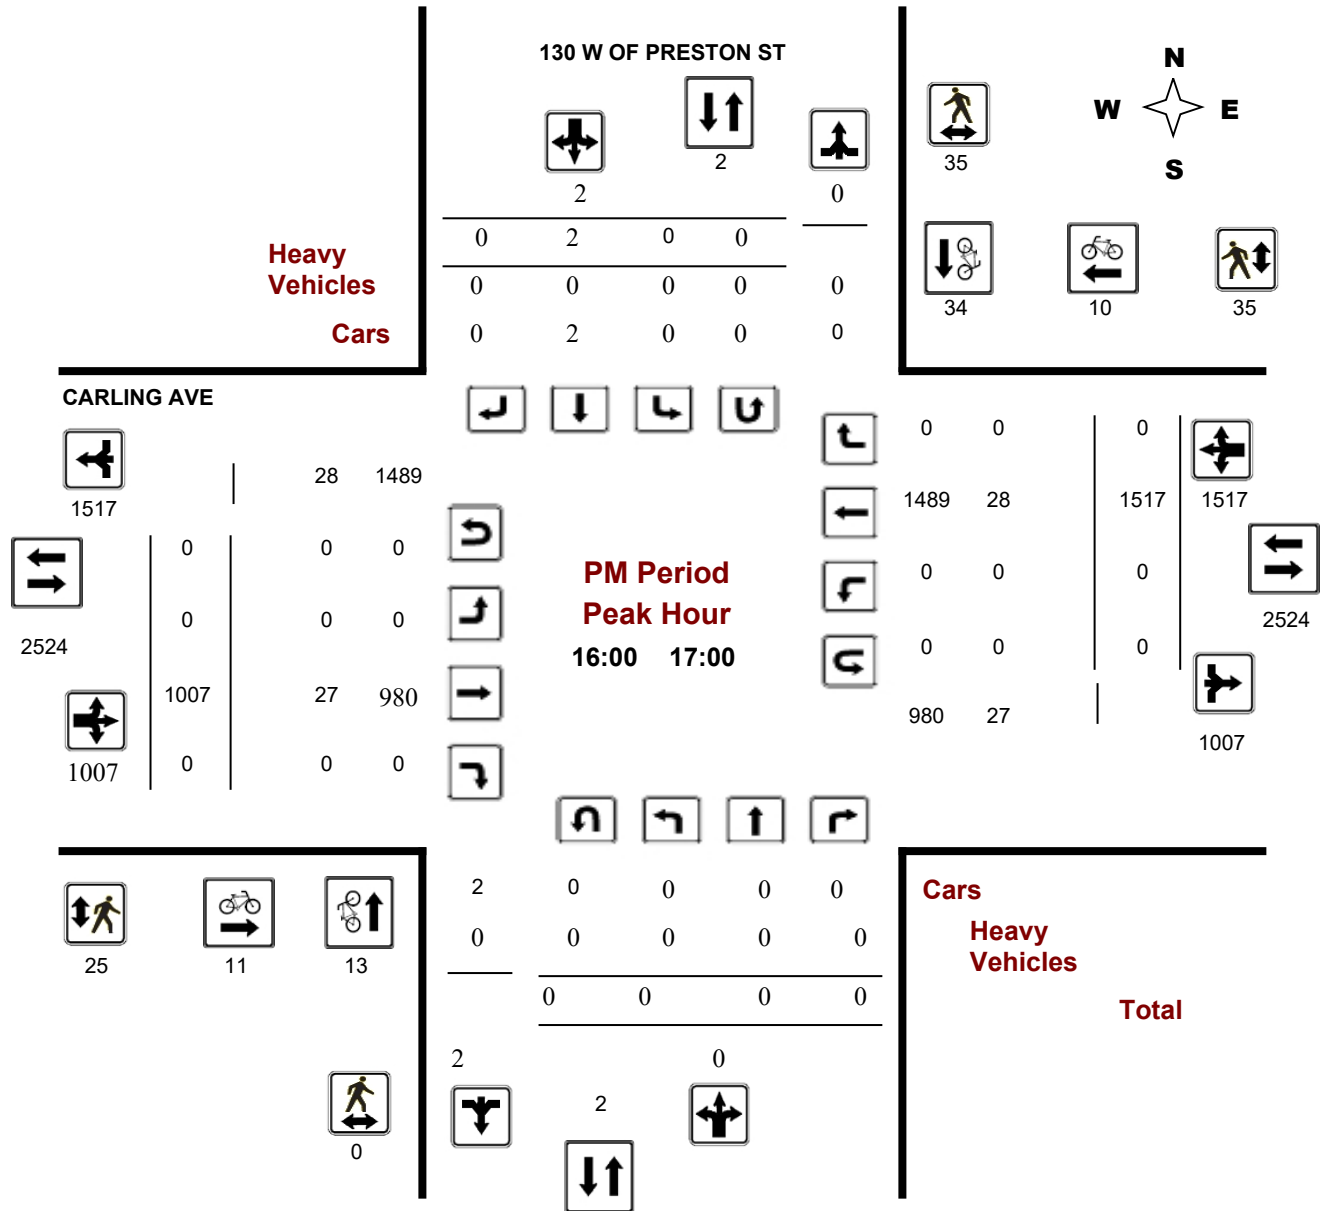 130 W OF PRESTON ST
N
W E
S
2
35
2 0
0 2 0 0
Heavy
Vehicles
0 0 0 0 0
34 10 35
Cars
0 2 0 0 0
CARLING AVE
0 0 0
28 1489
1517
1489 28 1517 1517
0 0 0
PM Period
0 0 0
Peak Hour
0 0 0
2524
2524
16:00 17:00
0 0 0
1007 27 980
980 27
1007
1007
0 0 0
2 0 0 0 0
Cars
0 0 0 0 0
Heavy
Vehicles
25 11 13
0 0 0 0
Total
2 0
2
0